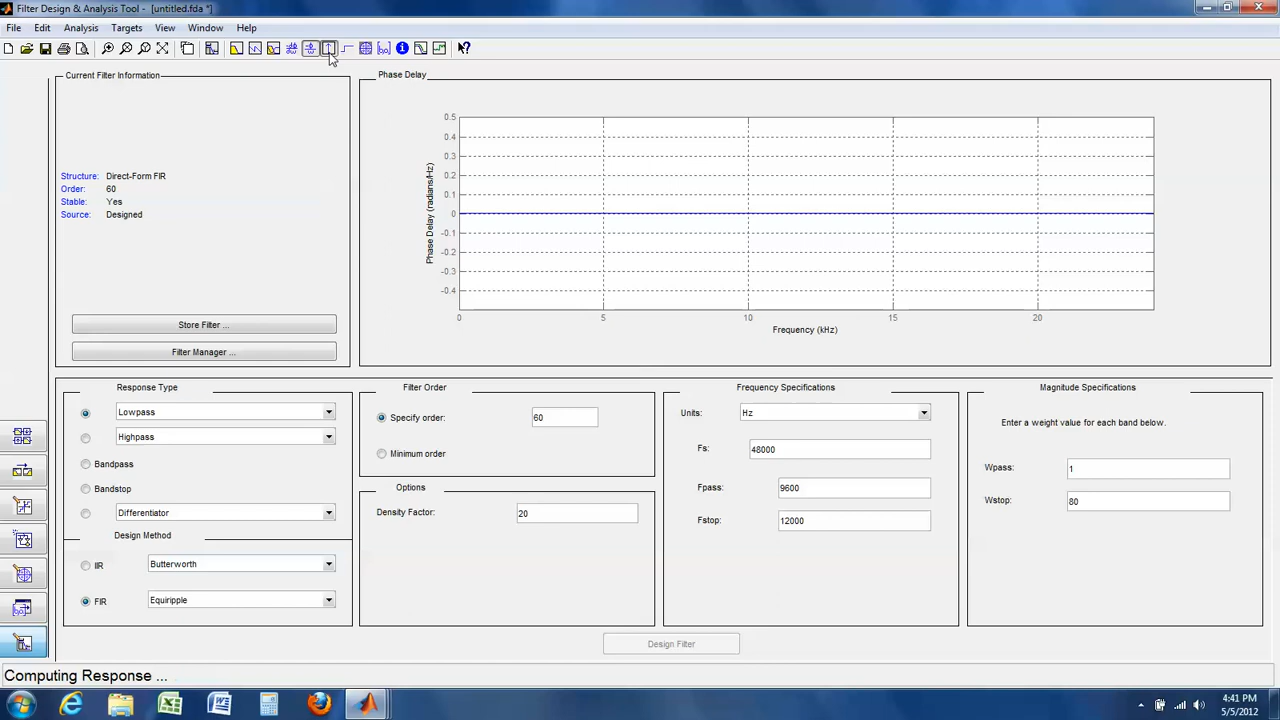 Filter Design & Analysis Tool - [untitled.fda *]
File Edit Analysis Targets View Window Help
Current Filter Information
Structure: Direct-Form FIR
Order: 60
Stable: Yes
Source: Designed
Store Filter ...
Filter Manager ...
Phase Delay
0.5
0.4
0.3
0.2
0.1
0
-0.1
-0.2
-0.3
-0.4
Phase Delay (radians/Hz)
0 5 10 15 20
Frequency (kHz)
Response Type
Lowpass
Highpass
Bandpass
Bandstop
Differentiator
Design Method
IIR Butterworth
FIR Equiripple
Filter Order
Specify order: 60
Minimum order
Options
Density Factor: 20
Frequency Specifications
Units: Hz
Fs: 48000
Fpass: 9600
Fstop: 12000
Magnitude Specifications
Enter a weight value for each band below.
Wpass: 1
Wstop: 80
Design Filter
Computing Response ...
4:41 PM
5/5/2012